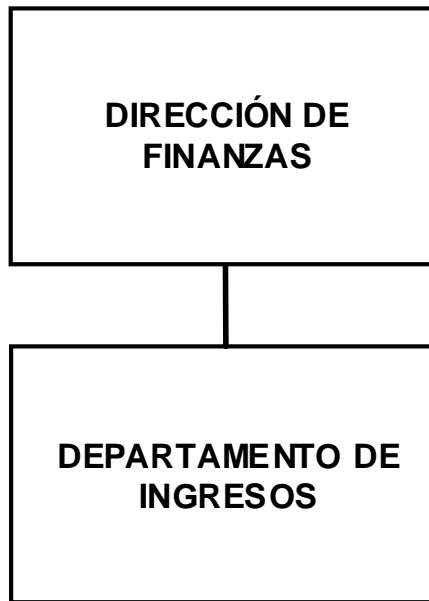 DIRECCIÓN DE
FINANZAS
DEPARTAMENTO DE
INGRESOS